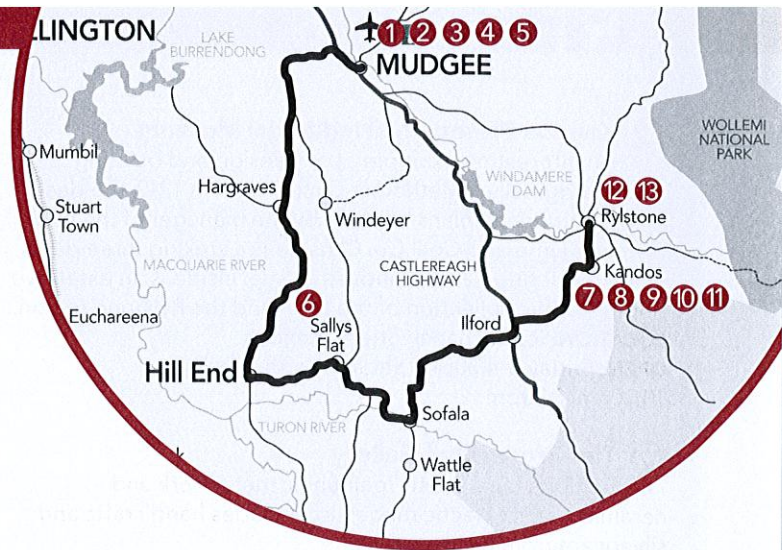 LLINGTON
LAKE
BURRENDONG
1 2 3 4 5
MUDGEE
WOLLEMI
NATIONAL
PARK
Mumbil
WINDAMERE
DAM
12 13
Hargraves
Windeyer
Rylstone
Stuart
Town
MACQUARIE RIVER
CASTLEREAGH
HIGHWAY
Kandos
7 8 9 10 11
Euchareena
6
Sallys
Flat
Ilford
Hill End
TURON RIVER
Sofala
Wattle
Flat